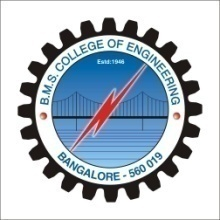 B.M.S. COLLEGE OF ENGINEERING
Estd:1946
BANGALORE - 560 019